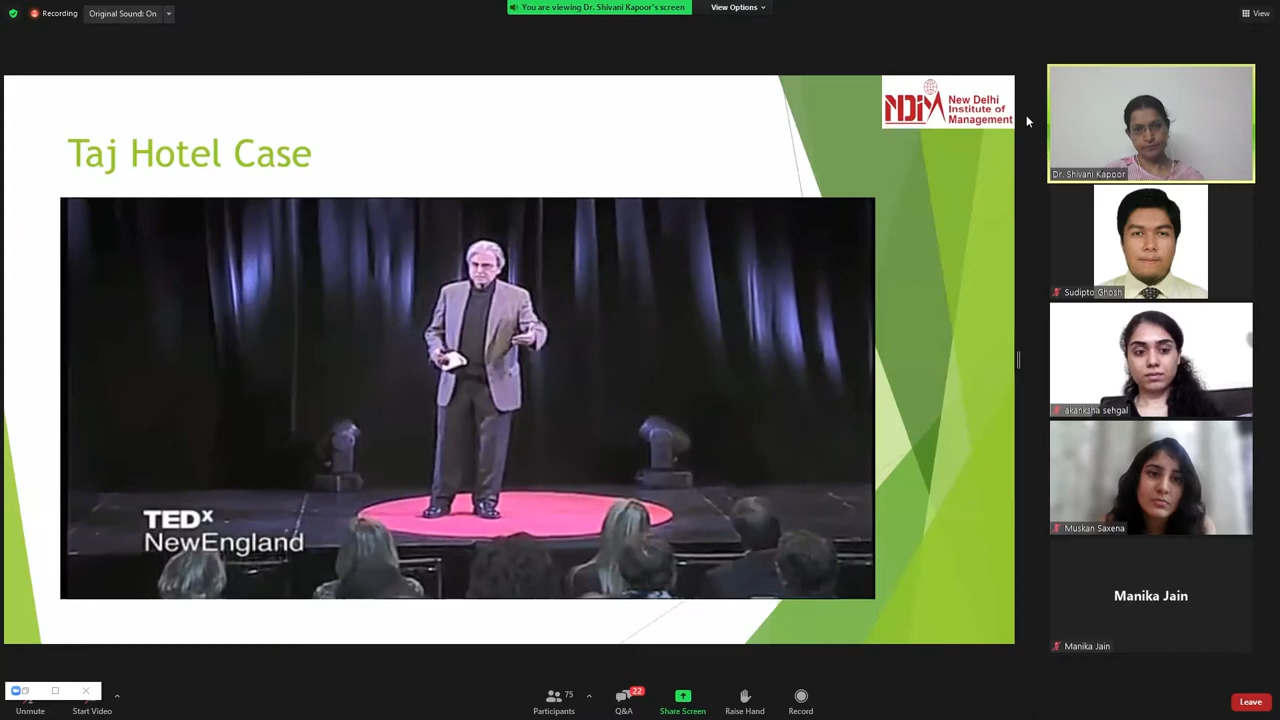 Recording
Original Sound: On
You are viewing Dr. Shivani Kapoor's screen
View Options
View
Taj Hotel Case
NDIM
New Delhi
Institute of
Management
TEDx
NewEngland
Dr. Shivani Kapoor
Sudipto Ghosh
akanksha sehgal
Muskan Saxena
Manika Jain
Manika Jain
Unmute
Start Video
75
Participants
22
Q&A
Share Screen
Raise Hand
Record
Leave